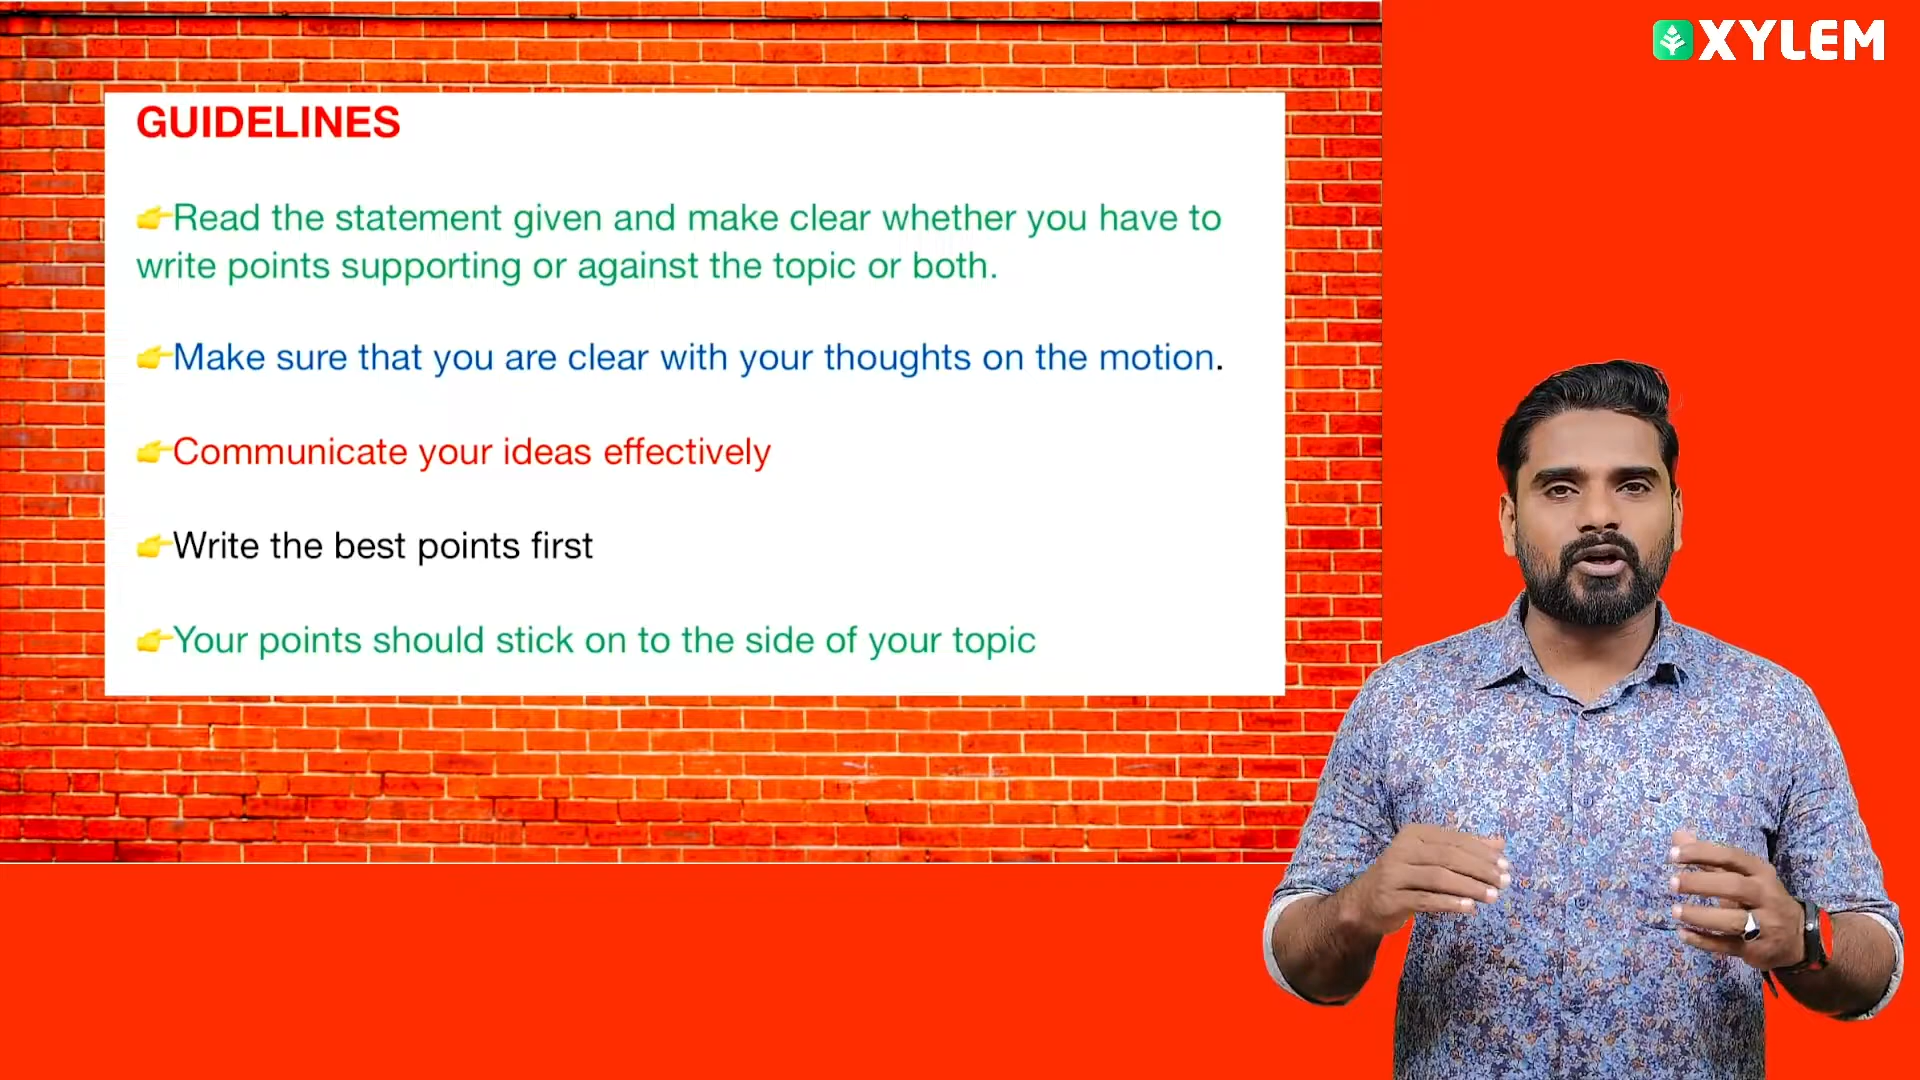 XYLEM
GUIDELINES
👉Read the statement given and make clear whether you have to
write points supporting or against the topic or both.
👉Make sure that you are clear with your thoughts on the motion.
👉Communicate your ideas effectively
👉Write the best points first
👉Your points should stick on to the side of your topic